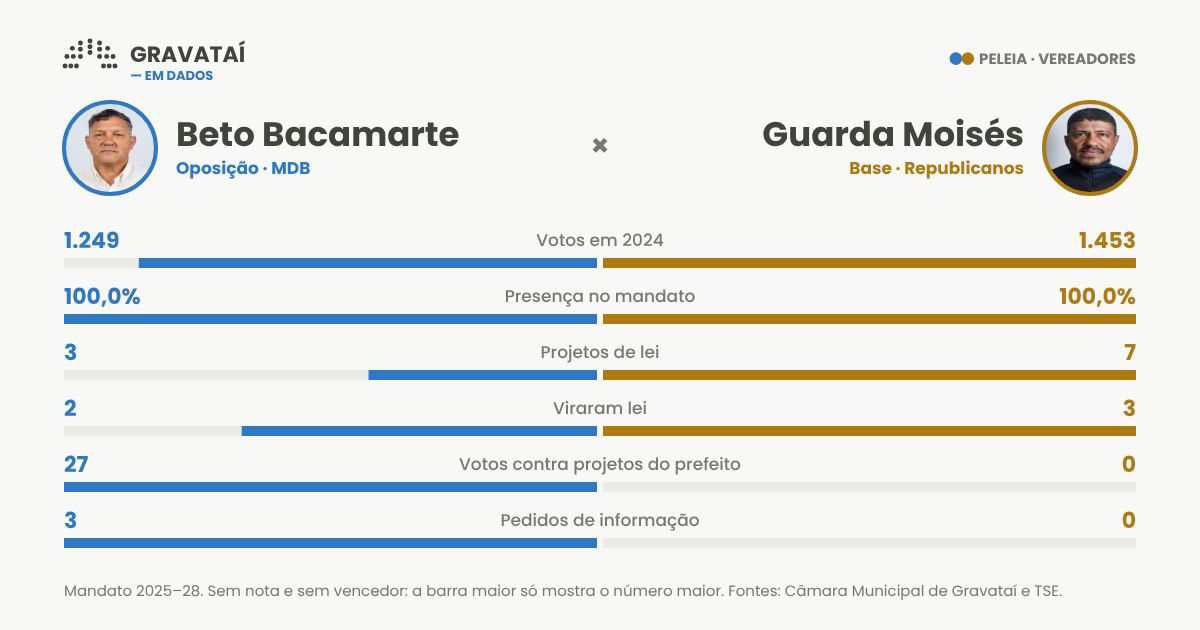 GRAVATAÍ
— EM DADOS
PELEIA · VEREADORES
Beto Bacamarte
Oposição · MDB
×
Guarda Moisés
Base · Republicanos
1.249 Votos em 2024 1.453
100,0% Presença no mandato 100,0%
3 Projetos de lei 7
2 Viraram lei 3
27 Votos contra projetos do prefeito 0
3 Pedidos de informação 0
Mandato 2025–28. Sem nota e sem vencedor: a barra maior só mostra o número maior. Fontes: Câmara Municipal de Gravataí e TSE.